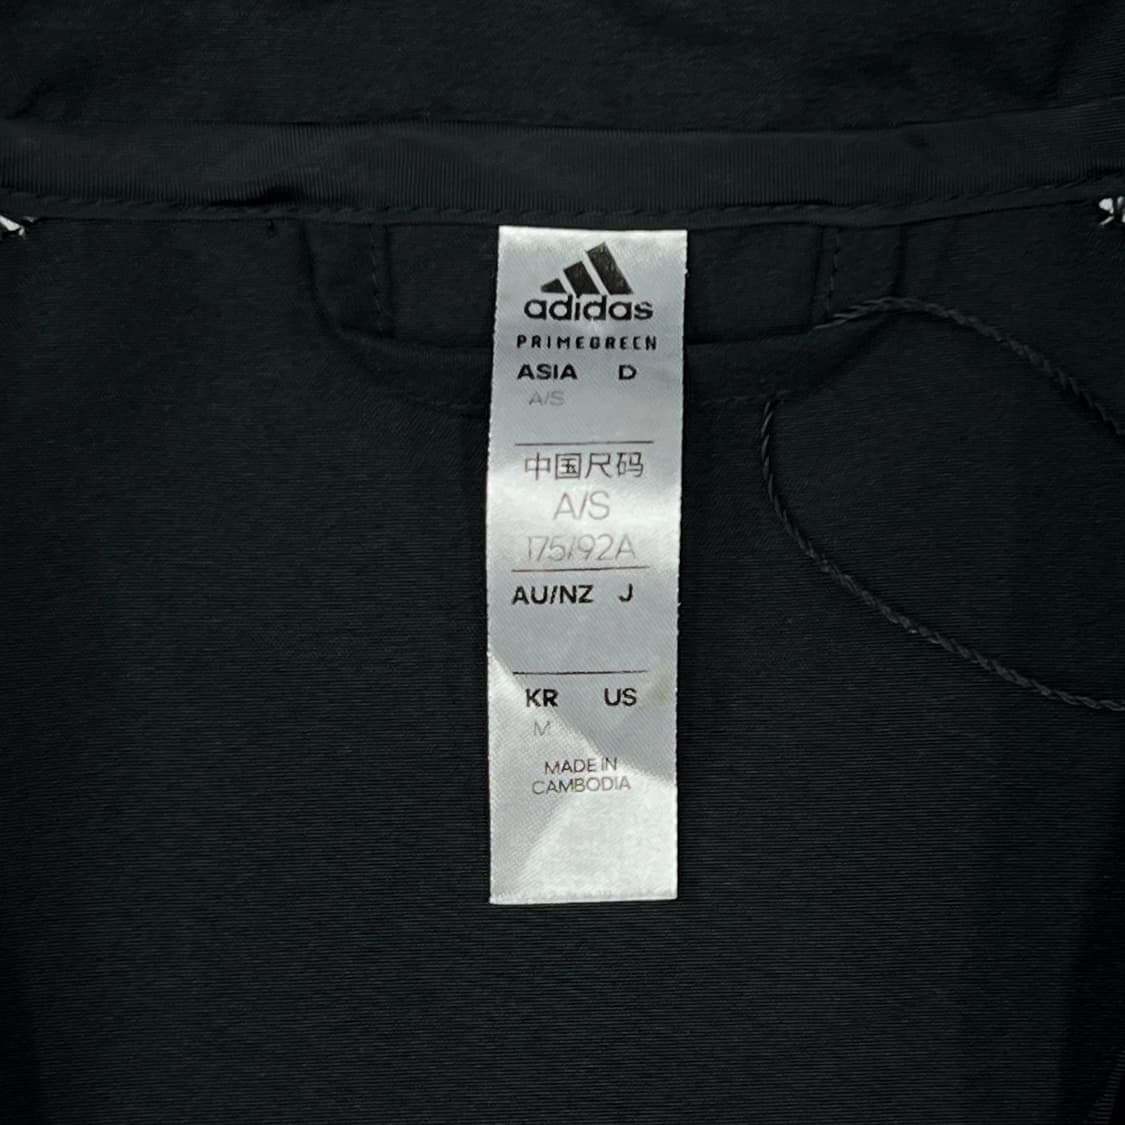 adidas
PRIMEGREEN
ASIA D
A/S
中国尺码
A/S
175/92A
AU/NZ J
KR US
M
MADE IN
CAMBODIA